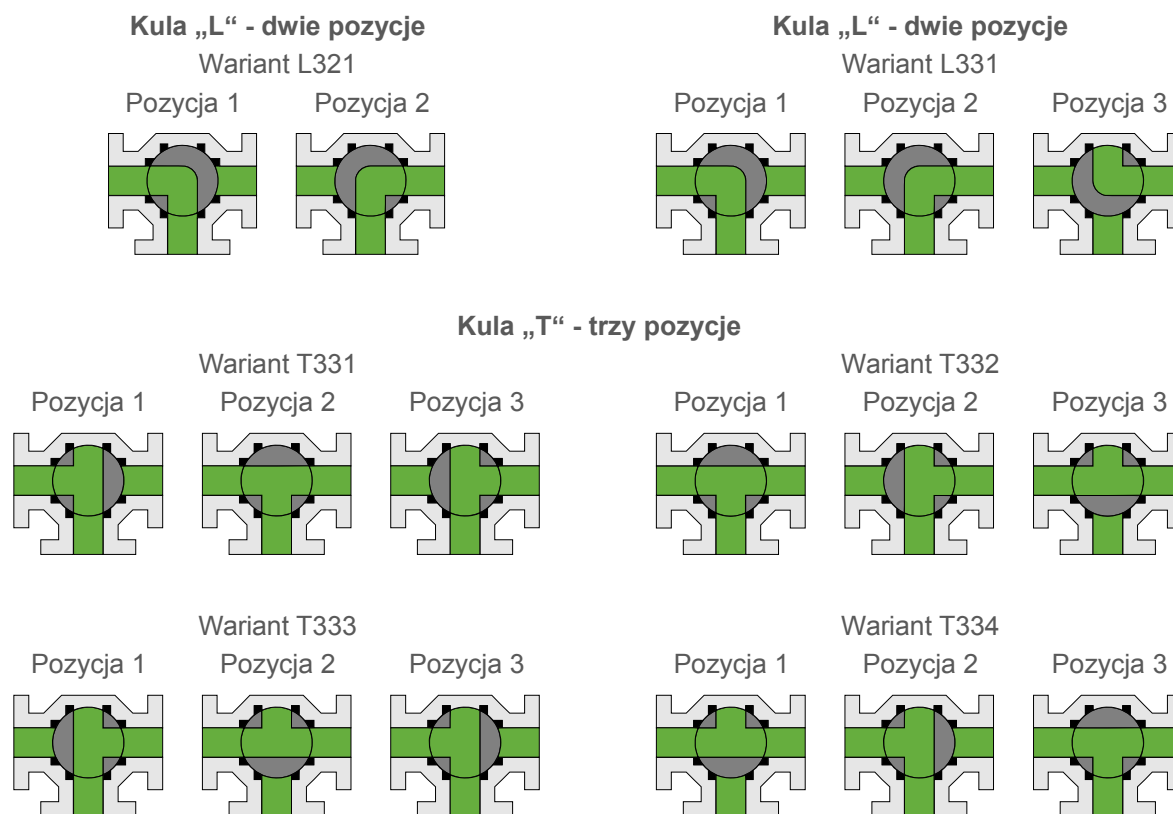 Kula „L“ - dwie pozycje
Wariant L321
Pozycja 1 Pozycja 2
Kula „L“ - dwie pozycje
Wariant L331
Pozycja 1 Pozycja 2 Pozycja 3
Kula „T“ - trzy pozycje
Wariant T331
Pozycja 1 Pozycja 2 Pozycja 3
Wariant T332
Pozycja 1 Pozycja 2 Pozycja 3
Wariant T333
Pozycja 1 Pozycja 2 Pozycja 3
Wariant T334
Pozycja 1 Pozycja 2 Pozycja 3